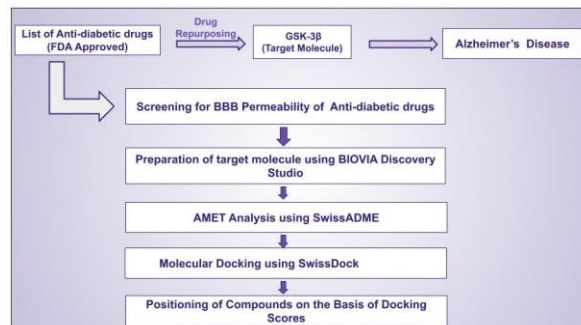 Drug
Repurposing
List of Anti-diabetic drugs
(FDA Approved)
GSK-3β
(Target Molecule)
Alzheimer's Disease
Screening for BBB Permeability of Anti-diabetic drugs
Preparation of target molecule using BIOVIA Discovery
Studio
AMET Analysis using SwissADME
Molecular Docking using SwissDock
Positioning of Compounds on the Basis of Docking
Scores